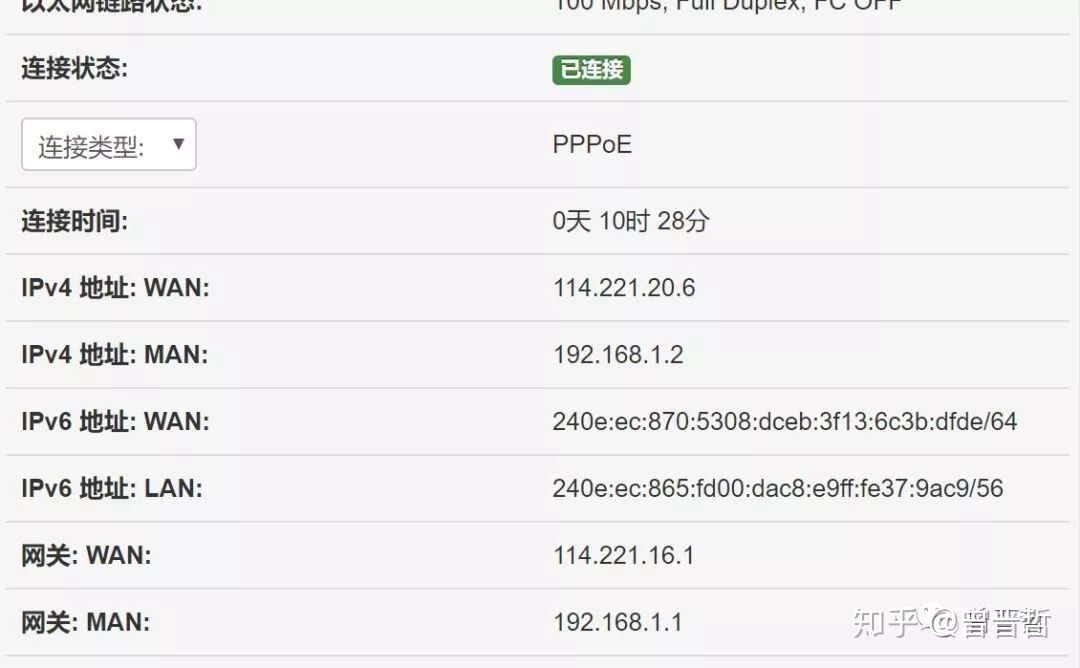 以太网链路状态: 100 Mbps, Full Duplex, FC OFF
连接状态: 已连接
连接类型: ▼ PPPoE
连接时间: 0天 10时 28分
IPv4 地址: WAN: 114.221.20.6
IPv4 地址: MAN: 192.168.1.2
IPv6 地址: WAN: 240e:ec:870:5308:dceb:3f13:6c3b:dfde/64
IPv6 地址: LAN: 240e:ec:865:fd00:dac8:e9ff:fe37:9ac9/56
网关: WAN: 114.221.16.1
网关: MAN: 192.168.1.1
知乎 @曾晋哲